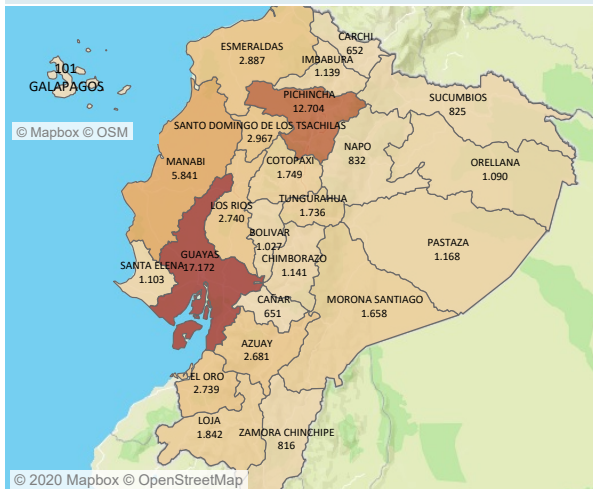 CARCHI
652
ESMERALDAS
2.887
IMBABURA
1.139
101
GALAPAGOS
PICHINCHA
12.704
SUCUMBIOS
825
© Mapbox © OSM
SANTO DOMINGO DE LOS TSACHILAS
2.967
NAPO
832
MANABI
5.841
COTOPAXI
1.749
ORELLANA
1.090
TUNGURAHUA
1.736
LOS RIOS
2.740
BOLIVAR
1.027
PASTAZA
1.168
GUAYAS
17.172
CHIMBORAZO
1.141
SANTA ELENA
1.103
CAÑAR
651
MORONA SANTIAGO
1.658
AZUAY
2.681
EL ORO
2.739
LOJA
1.842
ZAMORA CHINCHIPE
816
© 2020 Mapbox © OpenStreetMap